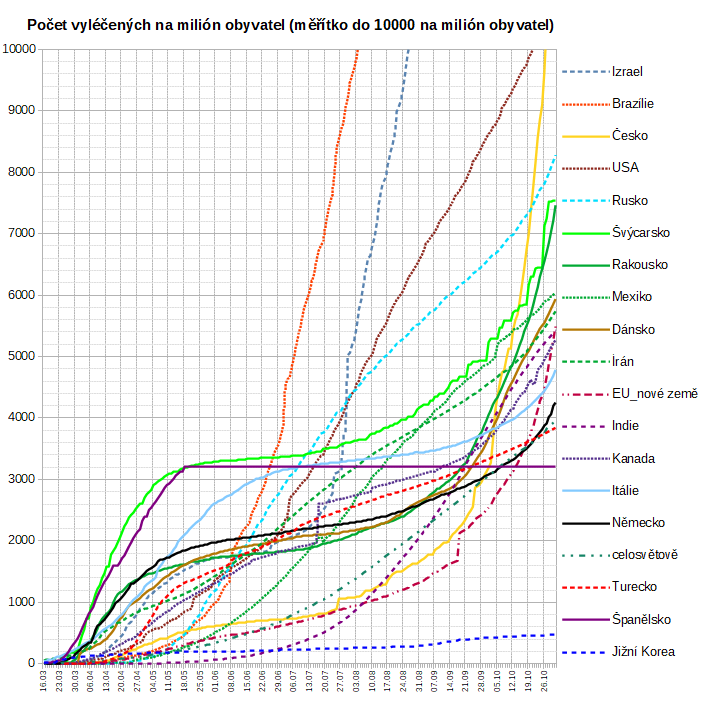 Počet vyléčených na milión obyvatel (měřítko do 10000 na milión obyvatel)
10000
9000
8000
7000
6000
5000
4000
3000
2000
1000
0
16.03
23.03
30.03
06.04
13.04
20.04
27.04
04.05
11.05
18.05
25.05
01.06
08.06
15.06
22.06
29.06
06.07
13.07
20.07
27.07
03.08
10.08
17.08
24.08
31.08
07.09
14.09
21.09
28.09
05.10
12.10
19.10
26.10
Izrael
Brazílie
Česko
USA
Rusko
Švýcarsko
Rakousko
Mexiko
Dánsko
Írán
EU_nové země
Indie
Kanada
Itálie
Německo
celosvětově
Turecko
Španělsko
Jižní Korea